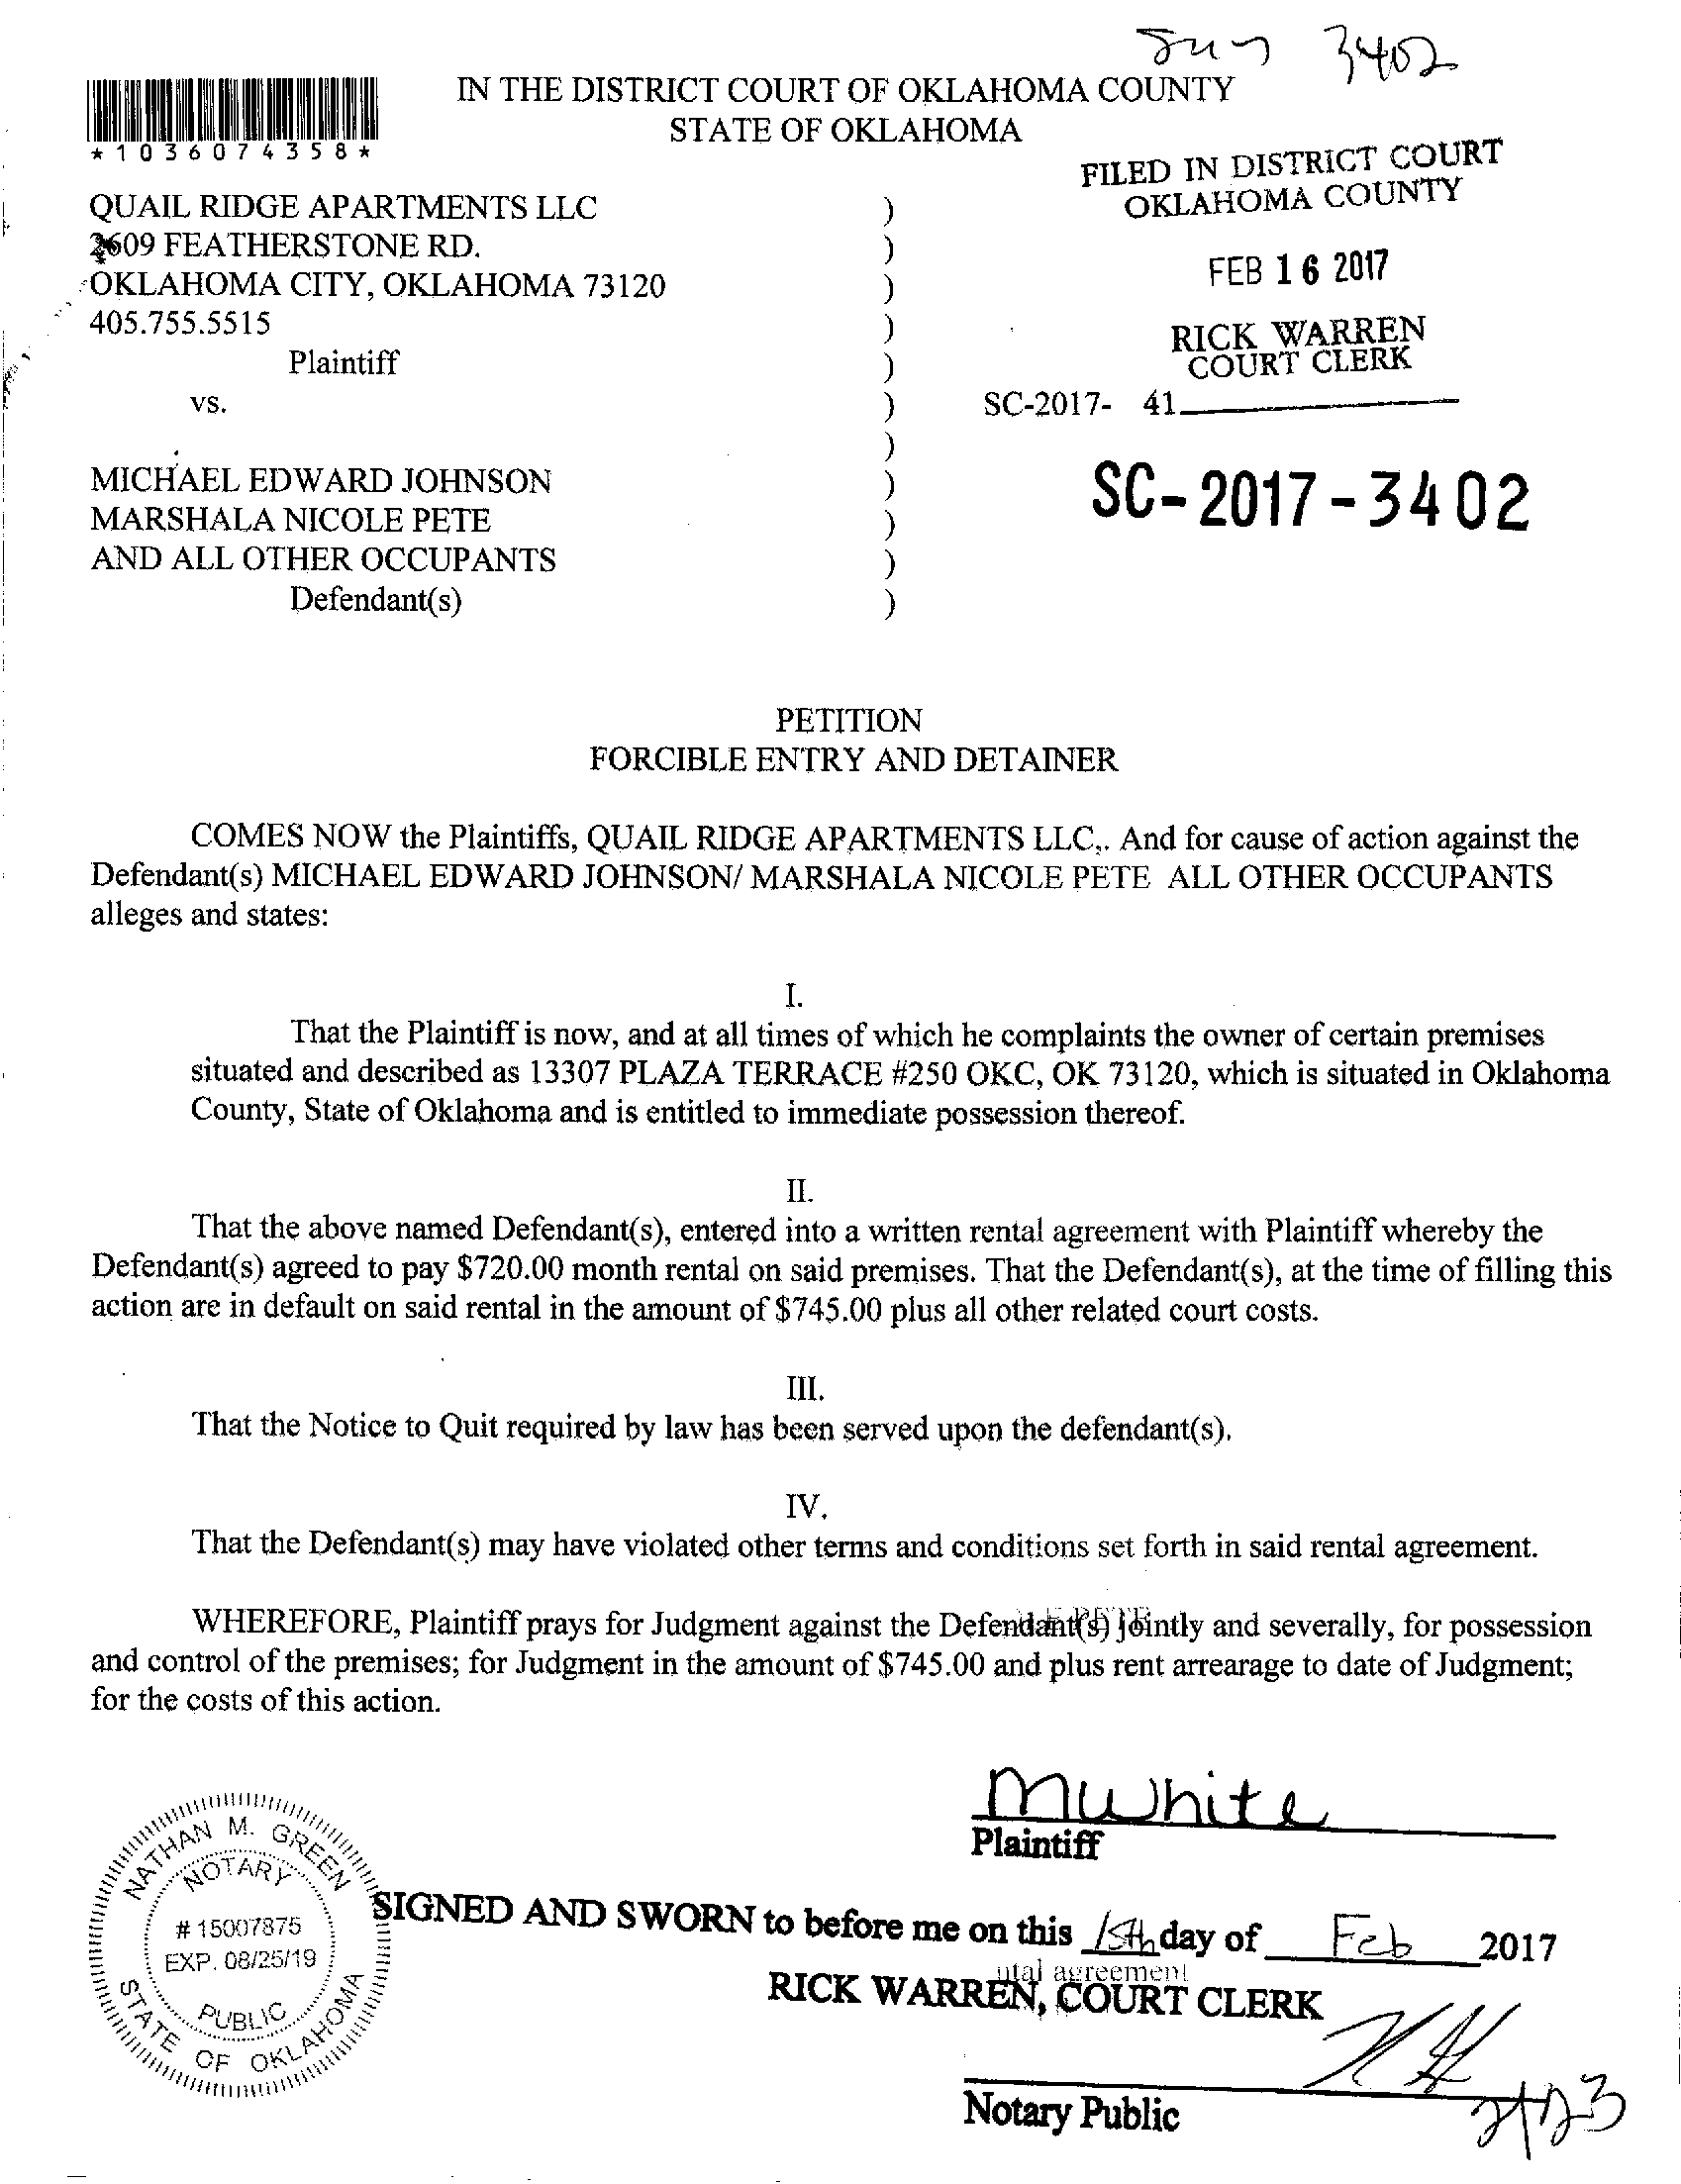 3402
IN THE DISTRICT COURT OF OKLAHOMA COUNTY
STATE OF OKLAHOMA
*1036074358*
FILED IN DISTRICT COURT
OKLAHOMA COUNTY
QUAIL RIDGE APARTMENTS LLC )
2609 FEATHERSTONE RD. )
OKLAHOMA CITY, OKLAHOMA 73120 )
FEB 16 2017
405.755.5515 )
RICK WARREN
COURT CLERK
Plaintiff )
vs. ) SC-2017- 41
)
MICHAEL EDWARD JOHNSON )
SC-2017-3402
MARSHALA NICOLE PETE )
AND ALL OTHER OCCUPANTS )
Defendant(s) )
PETITION
FORCIBLE ENTRY AND DETAINER
COMES NOW the Plaintiffs, QUAIL RIDGE APARTMENTS LLC,. And for cause of action against the
Defendant(s) MICHAEL EDWARD JOHNSON/ MARSHALA NICOLE PETE ALL OTHER OCCUPANTS
alleges and states:
I.
That the Plaintiff is now, and at all times of which he complaints the owner of certain premises
situated and described as 13307 PLAZA TERRACE #250 OKC, OK 73120, which is situated in Oklahoma
County, State of Oklahoma and is entitled to immediate possession thereof.
II.
That the above named Defendant(s), entered into a written rental agreement with Plaintiff whereby the
Defendant(s) agreed to pay $720.00 month rental on said premises. That the Defendant(s), at the time of filling this
action are in default on said rental in the amount of $745.00 plus all other related court costs.
III.
That the Notice to Quit required by law has been served upon the defendant(s).
IV.
That the Defendant(s) may have violated other terms and conditions set forth in said rental agreement.
WHEREFORE, Plaintiff prays for Judgment against the Defendant(s) jointly and severally, for possession
and control of the premises; for Judgment in the amount of $745.00 and plus rent arrearage to date of Judgment;
for the costs of this action.
MWhite
Plaintiff
NATHAN M. GREEN
NOTARY
# 15007875
EXP. 08/25/19
PUBLIC
STATE OF OKLAHOMA
SIGNED AND SWORN to before me on this 15th day of Feb 2017
agreement
RICK WARREN, COURT CLERK
Notary Public